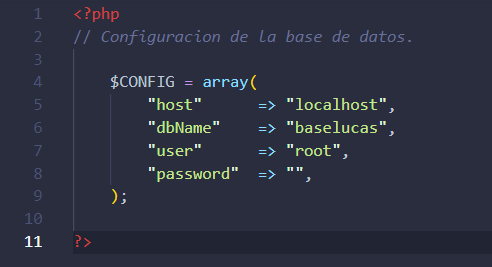 1 <?php
2 // Configuracion de la base de datos.
3
4 $CONFIG = array(
5 "host" => "localhost",
6 "dbName" => "baselucas",
7 "user" => "root",
8 "password" => "",
9 );
10
11 ?>